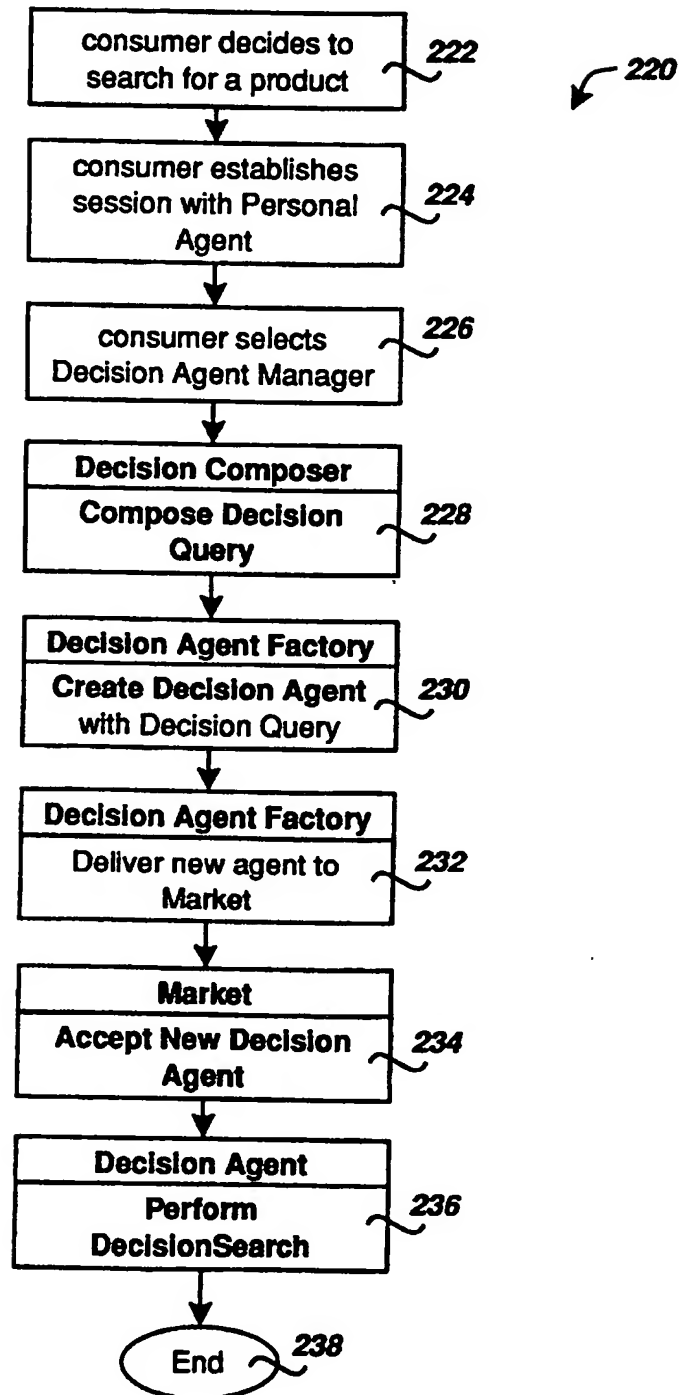 consumer decides to
search for a product
222
220
consumer establishes
session with Personal
Agent
224
consumer selects
Decision Agent Manager
226
Decision Composer
Compose Decision
Query
228
Decision Agent Factory
Create Decision Agent
with Decision Query
230
Decision Agent Factory
Deliver new agent to
Market
232
Market
Accept New Decision
Agent
234
Decision Agent
Perform
DecisionSearch
236
End
238